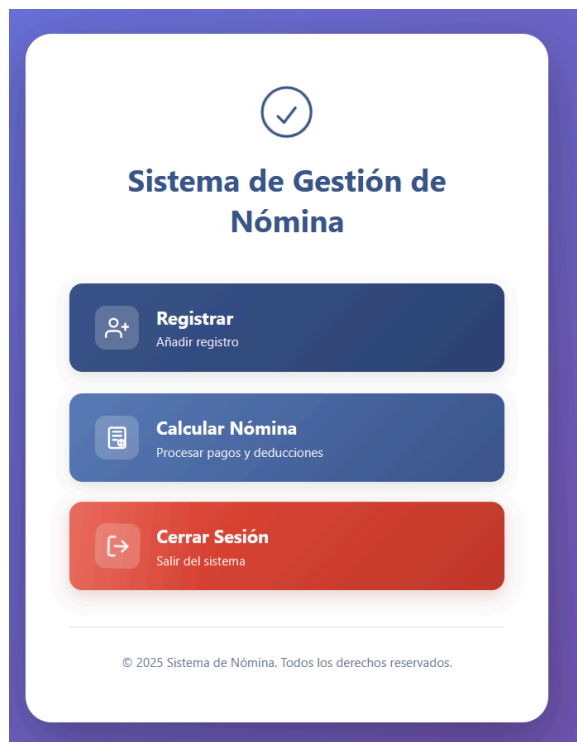 Sistema de Gestión de
Nómina
Registrar
Añadir registro
Calcular Nómina
Procesar pagos y deducciones
Cerrar Sesión
Salir del sistema
© 2025 Sistema de Nómina. Todos los derechos reservados.